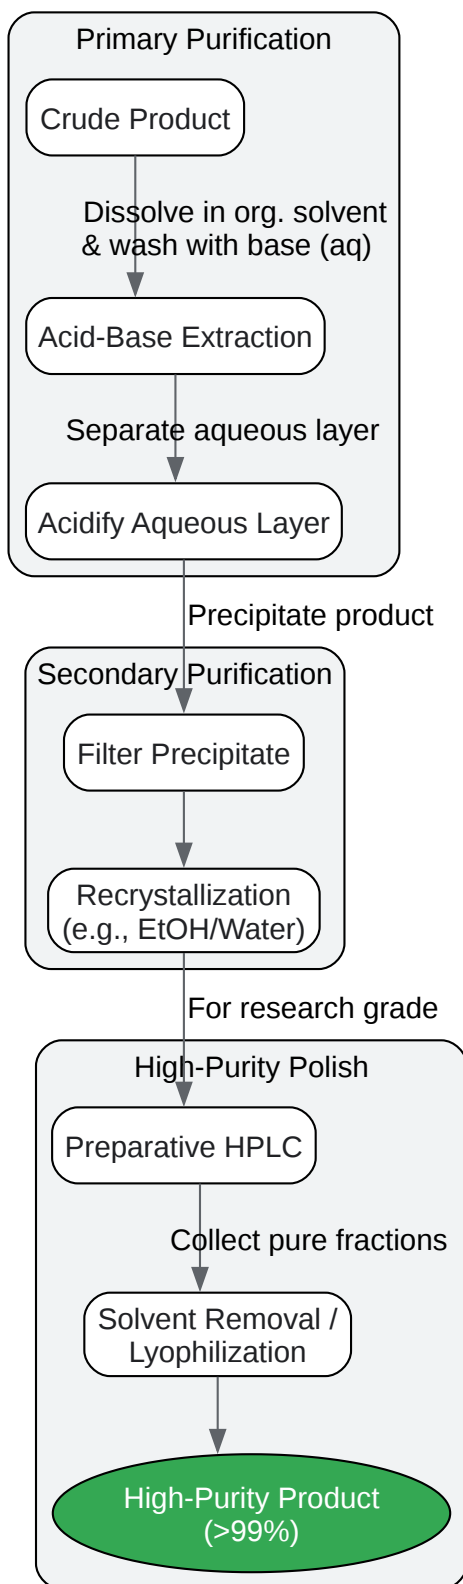 Primary Purification
Crude Product
Dissolve in org. solvent
& wash with base (aq)
Acid-Base Extraction
Separate aqueous layer
Acidify Aqueous Layer
Precipitate product
Secondary Purification
Filter Precipitate
Recrystallization
(e.g., EtOH/Water)
For research grade
High-Purity Polish
Preparative HPLC
Collect pure fractions
Solvent Removal /
Lyophilization
High-Purity Product
(>99%)